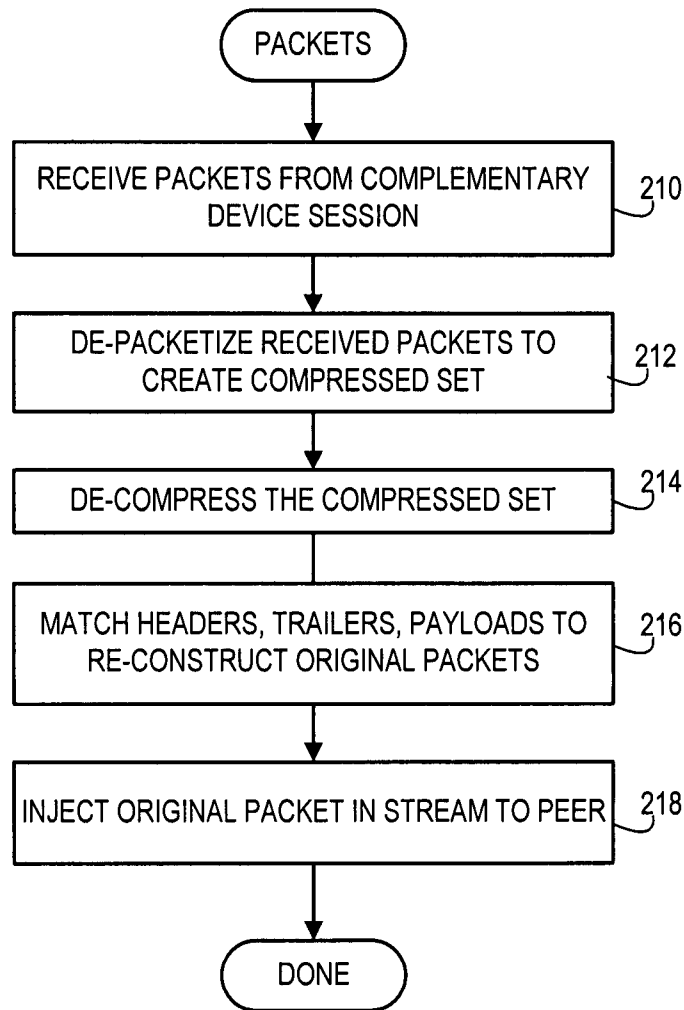 PACKETS
RECEIVE PACKETS FROM COMPLEMENTARY
DEVICE SESSION
210
DE-PACKETIZE RECEIVED PACKETS TO
CREATE COMPRESSED SET
212
DE-COMPRESS THE COMPRESSED SET
214
MATCH HEADERS, TRAILERS, PAYLOADS TO
RE-CONSTRUCT ORIGINAL PACKETS
216
INJECT ORIGINAL PACKET IN STREAM TO PEER
218
DONE